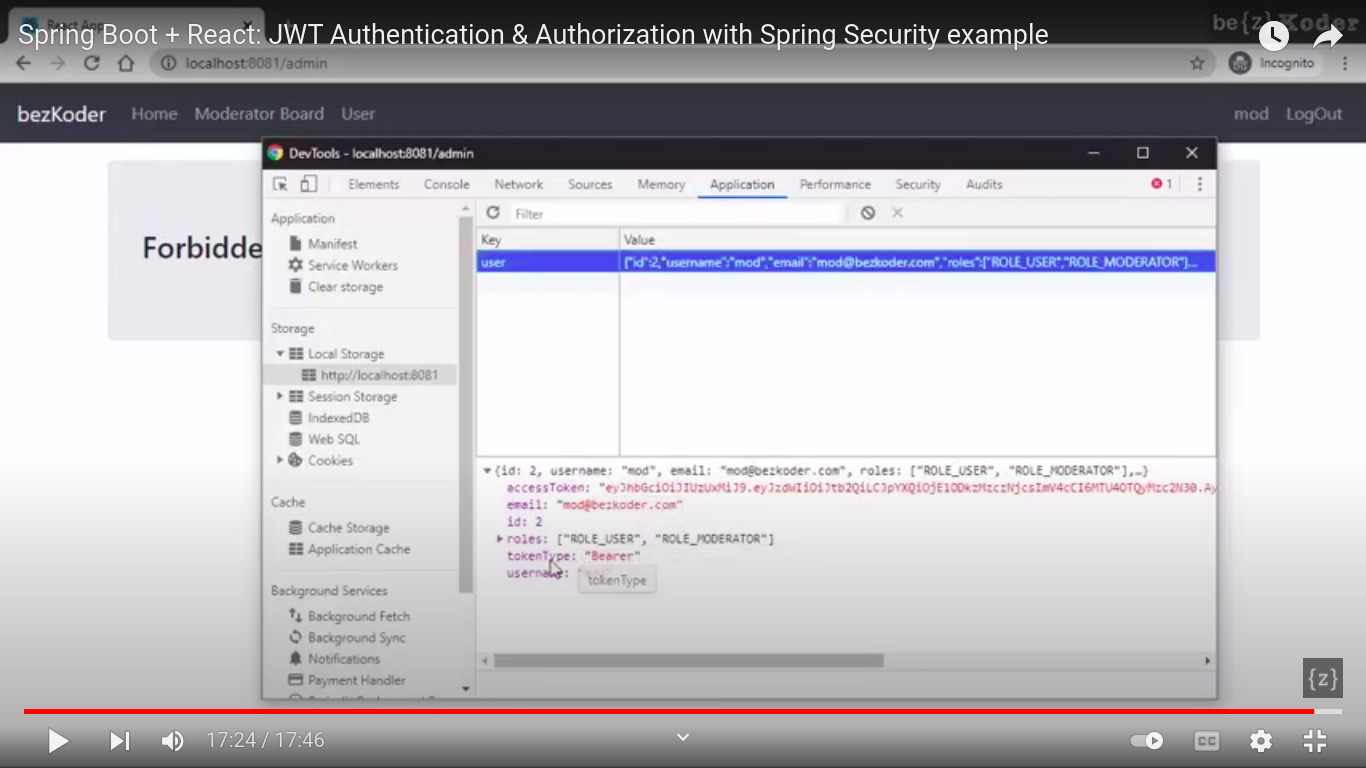 React App
be{z}Koder
Spring Boot + React: JWT Authentication & Authorization with Spring Security example
localhost:8081/admin
Incognito
bezKoder Home Moderator Board User mod LogOut
DevTools - localhost:8081/admin
Elements Console Network Sources Memory Application Performance Security Audits 1
Application
Manifest
Service Workers
Clear storage
Storage
Local Storage
http://localhost:8081
Session Storage
IndexedDB
Web SQL
Cookies
Cache
Cache Storage
Application Cache
Background Services
Background Fetch
Background Sync
Notifications
Payment Handler
Forbidde
Filter
Key Value
user {"id":2,"username":"mod","email":"mod@bezkoder.com","roles":["ROLE_USER","ROLE_MODERATOR"]...
{id: 2, username: "mod", email: "mod@bezkoder.com", roles: ["ROLE_USER", "ROLE_MODERATOR"],…}
accessToken: "eyJhbGciOiJIUzUxMiJ9.eyJzdWIiOiJtb2QiLCJpYXQiOjE1ODkzMzczNjcsImV4cCI6MTU4OTQyMzc2N30.Ay
email: "mod@bezkoder.com"
id: 2
roles: ["ROLE_USER", "ROLE_MODERATOR"]
tokenType: "Bearer"
username:
tokenType
{z}
17:24 / 17:46
CC